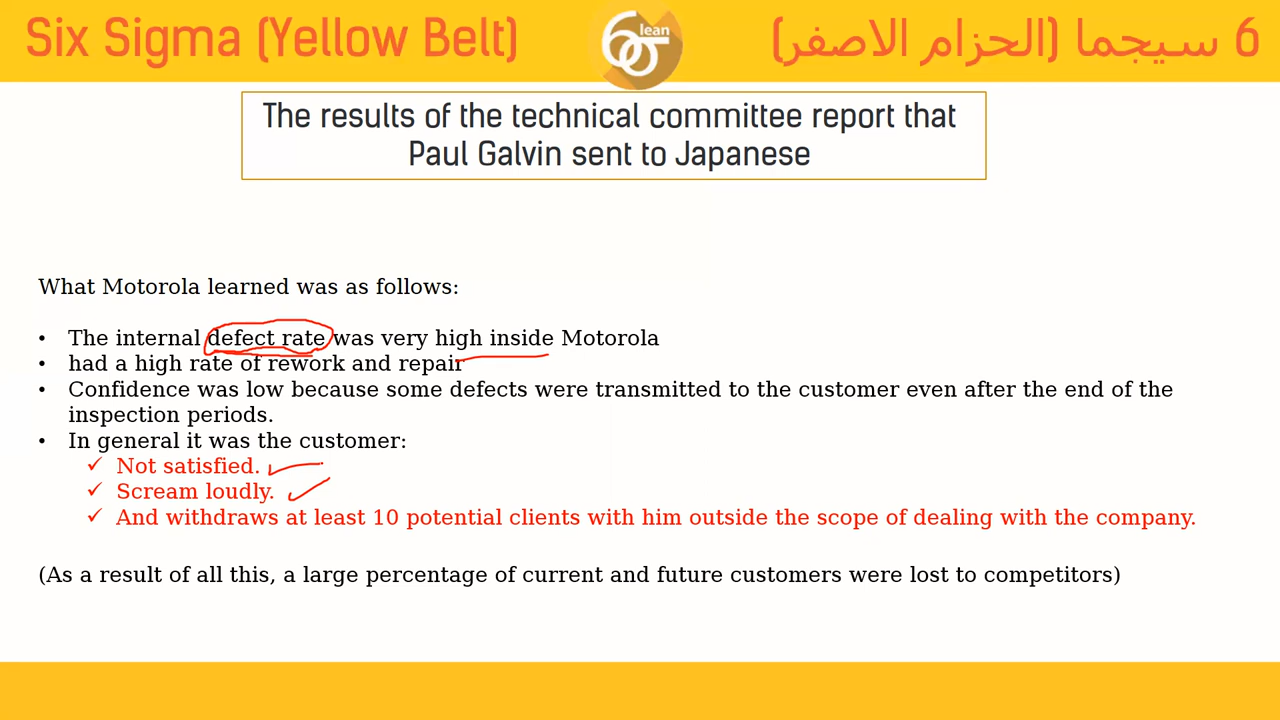 Six Sigma (Yellow Belt)
lean
6σ
6 سيجما (الحزام الاصفر)
The results of the technical committee report that
Paul Galvin sent to Japanese
What Motorola learned was as follows:
• The internal defect rate was very high inside Motorola
• had a high rate of rework and repair
• Confidence was low because some defects were transmitted to the customer even after the end of the
inspection periods.
• In general it was the customer:
✓ Not satisfied.
✓ Scream loudly.
✓ And withdraws at least 10 potential clients with him outside the scope of dealing with the company.
(As a result of all this, a large percentage of current and future customers were lost to competitors)